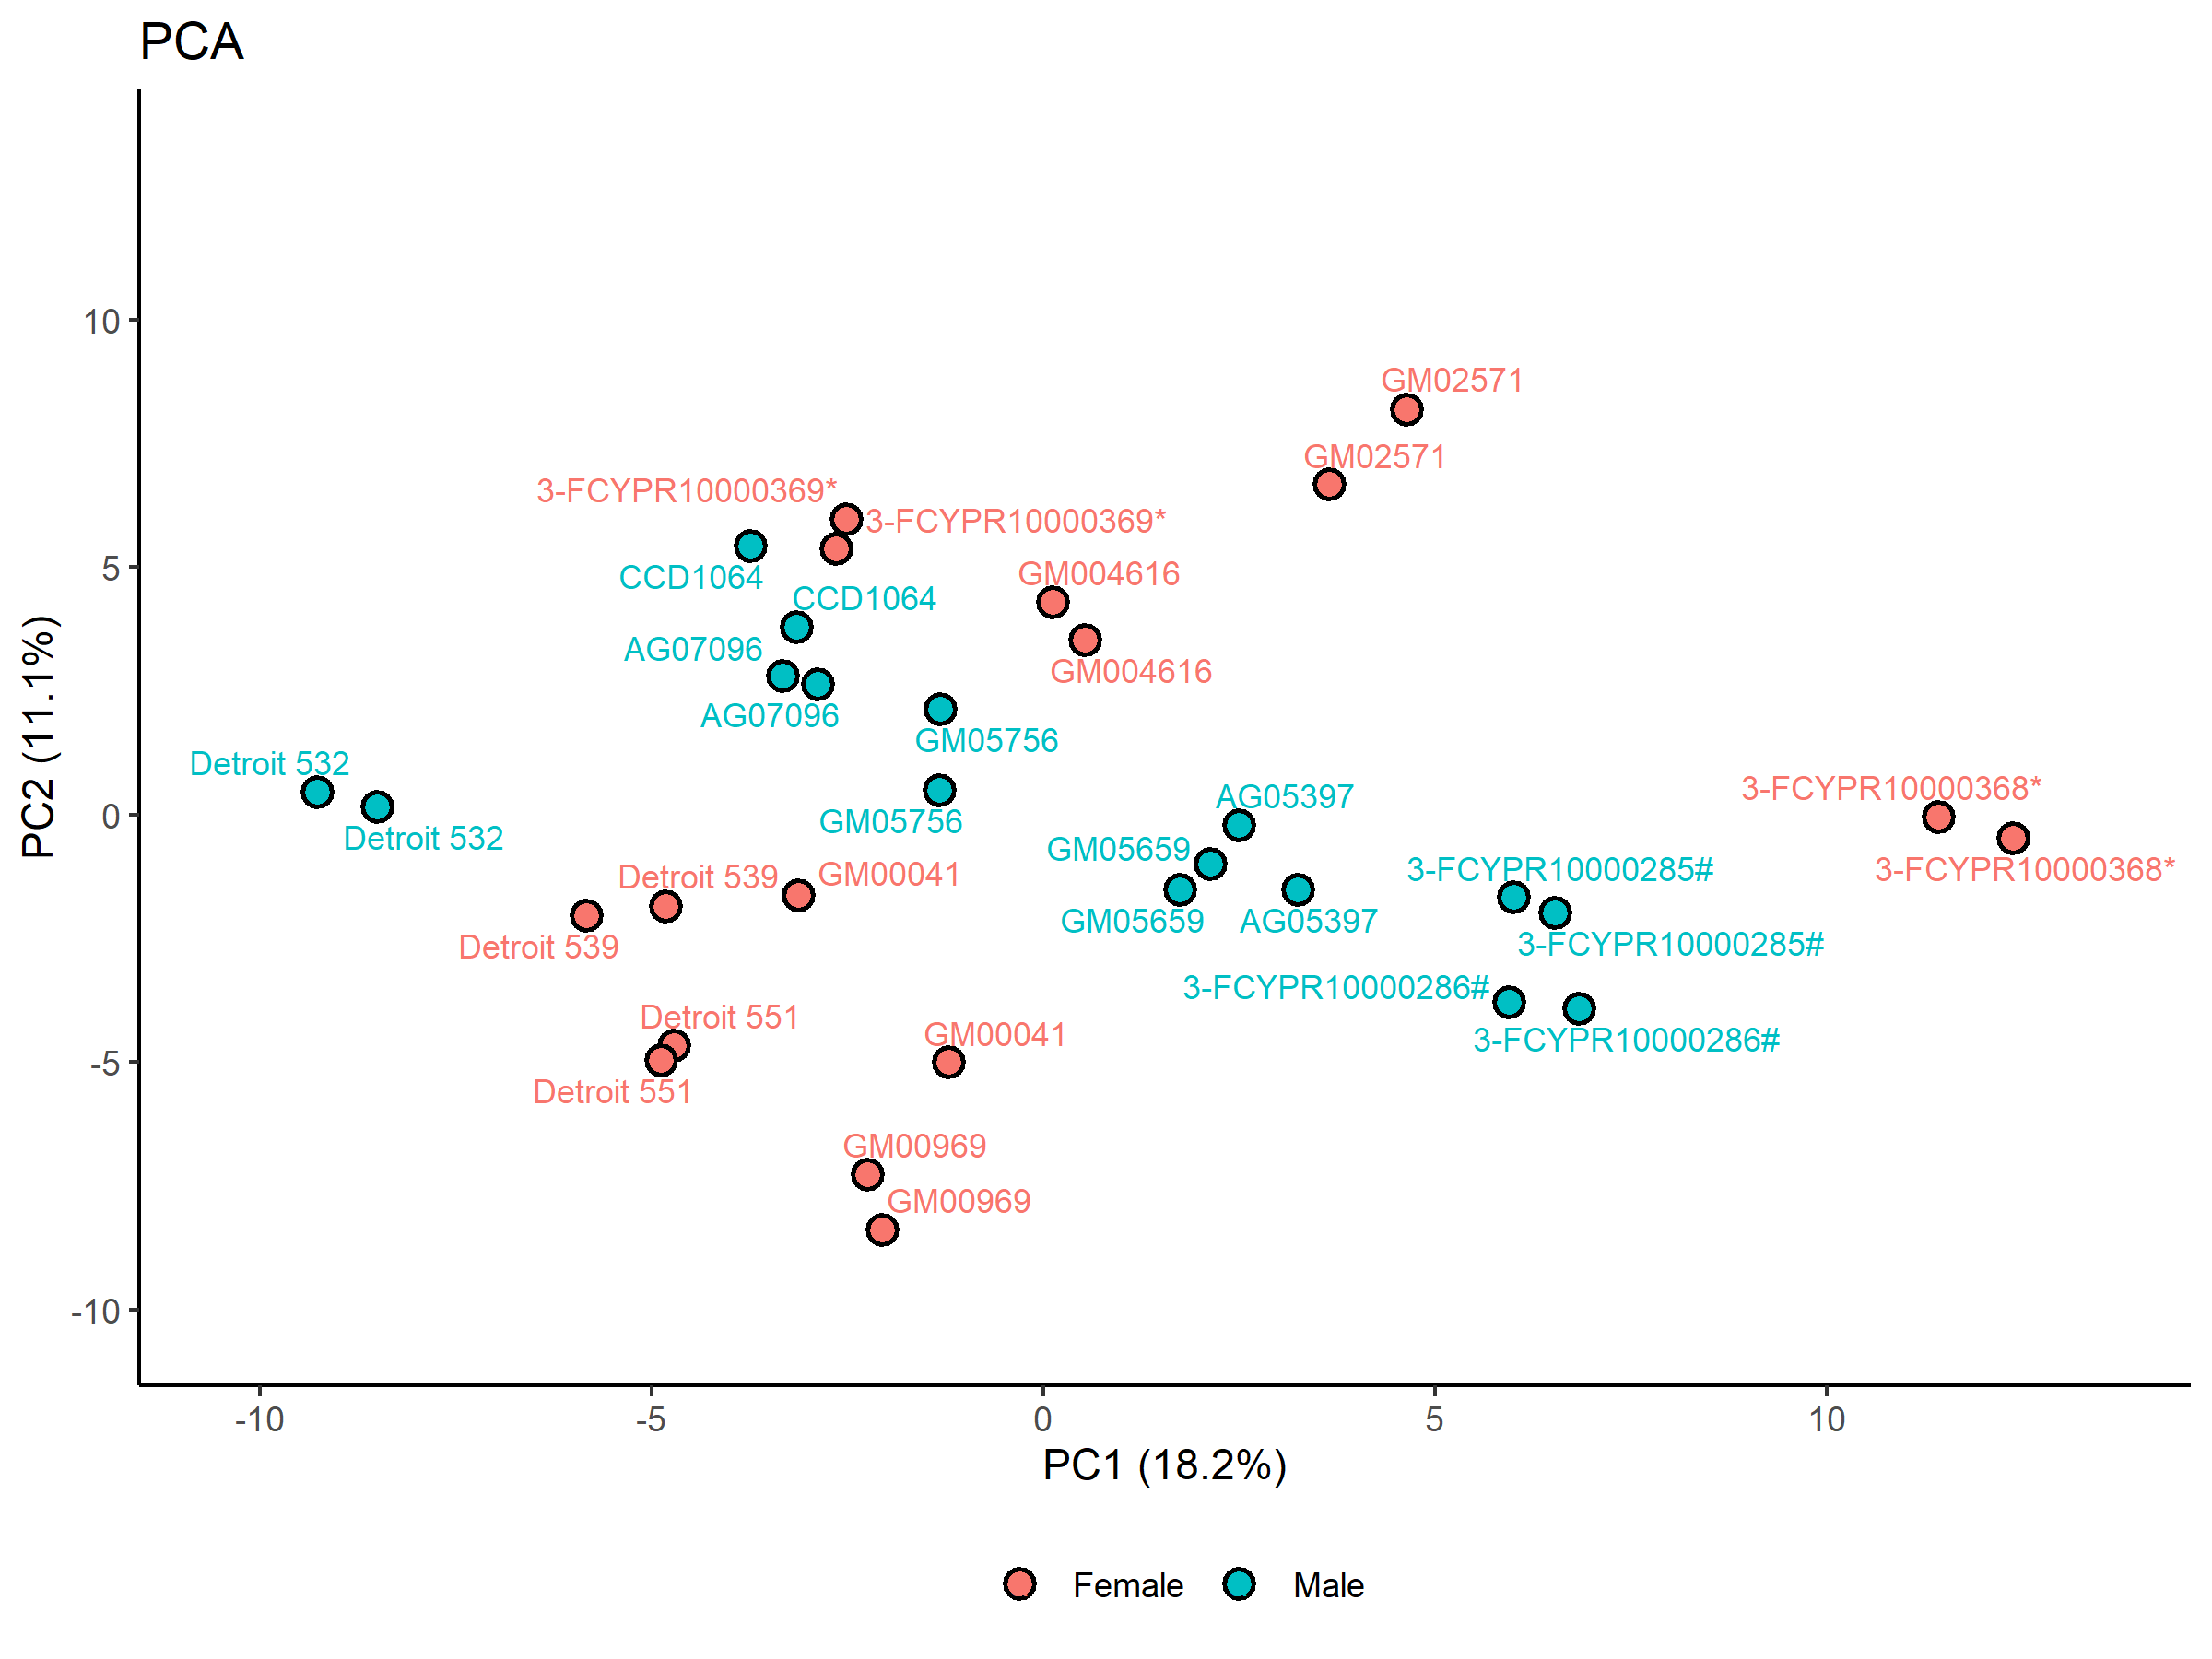 PCA
GM02571
GM02571
3-FCYPR10000369*
3-FCYPR10000369*
CCD1064
GM004616
CCD1064
AG07096
GM004616
AG07096
GM05756
Detroit 532
GM05756
Detroit 532
AG05397
3-FCYPR10000368*
GM05659
3-FCYPR10000285#
3-FCYPR10000368*
Detroit 539
GM00041
GM05659
AG05397
Detroit 539
3-FCYPR10000285#
3-FCYPR10000286#
Detroit 551
GM00041
3-FCYPR10000286#
Detroit 551
GM00969
GM00969
10
5
0
-5
-10
PC2 (11.1%)
-10
-5
0
5
10
PC1 (18.2%)
Female
Male